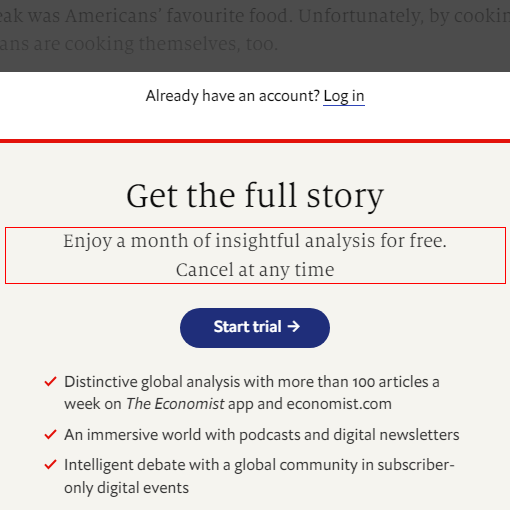 eak was Americans' favourite food. Unfortunately, by cookin
ans are cooking themselves, too.
Already have an account? Log in
Get the full story
Enjoy a month of insightful analysis for free.
Cancel at any time
Start trial →
✓ Distinctive global analysis with more than 100 articles a
week on The Economist app and economist.com
✓ An immersive world with podcasts and digital newsletters
✓ Intelligent debate with a global community in subscriber-
only digital events